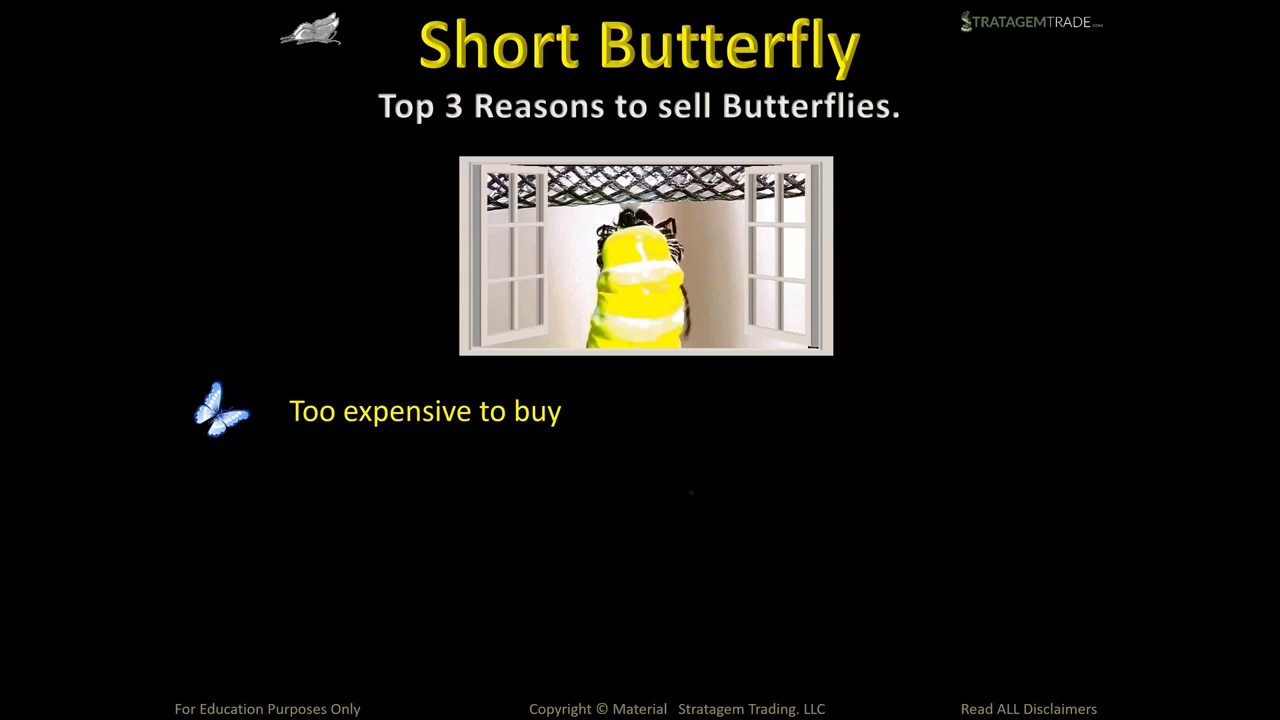 Short Butterfly
STRATAGEMTRADE.COM
Top 3 Reasons to sell Butterflies.
Too expensive to buy
For Education Purposes Only
Copyright © Material Stratagem Trading. LLC
Read ALL Disclaimers